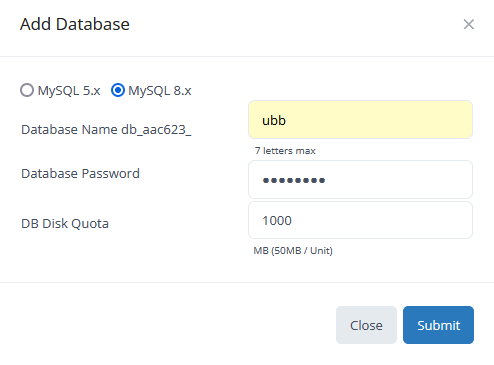 Add Database
×
MySQL 5.x MySQL 8.x
Database Name db_aac623_ ubb
7 letters max
Database Password ••••••••
DB Disk Quota 1000
MB (50MB / Unit)
Close Submit